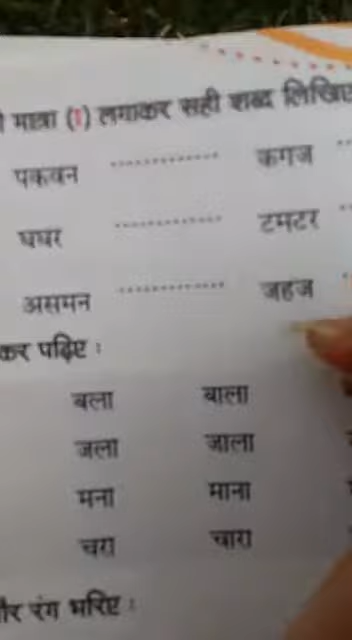 मात्रा (ा) लगाकर सही शब्द लिखिए
पकवन .................... कगज
घघर .................... टमटर
असमन .................... जहज
कर पढ़िए :
बला बाला
जला जाला
मना माना
चरा चारा
और रंग भरिए :